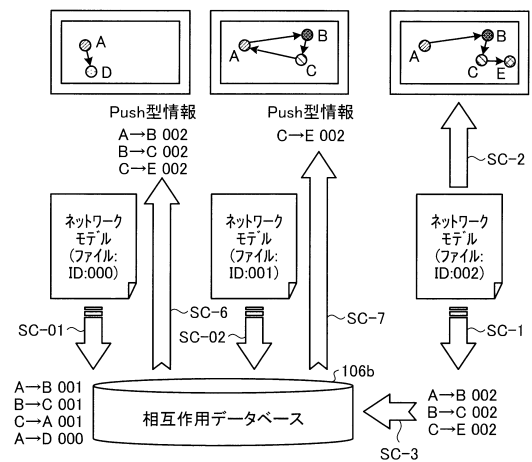 A
D
A
B
C
A
B
C
E
Push型情報
A→B 002
B→C 002
C→E 002
Push型情報
C→E 002
SC-2
ネットワーク
モデル
(ファイル:
ID:000)
ネットワーク
モデル
(ファイル:
ID:001)
ネットワーク
モデル
(ファイル:
ID:002)
SC-01
SC-6
SC-02
SC-7
SC-1
106b
A→B 001
B→C 001
C→A 001
A→D 000
相互作用データベース
A→B 002
B→C 002
C→E 002
SC-3